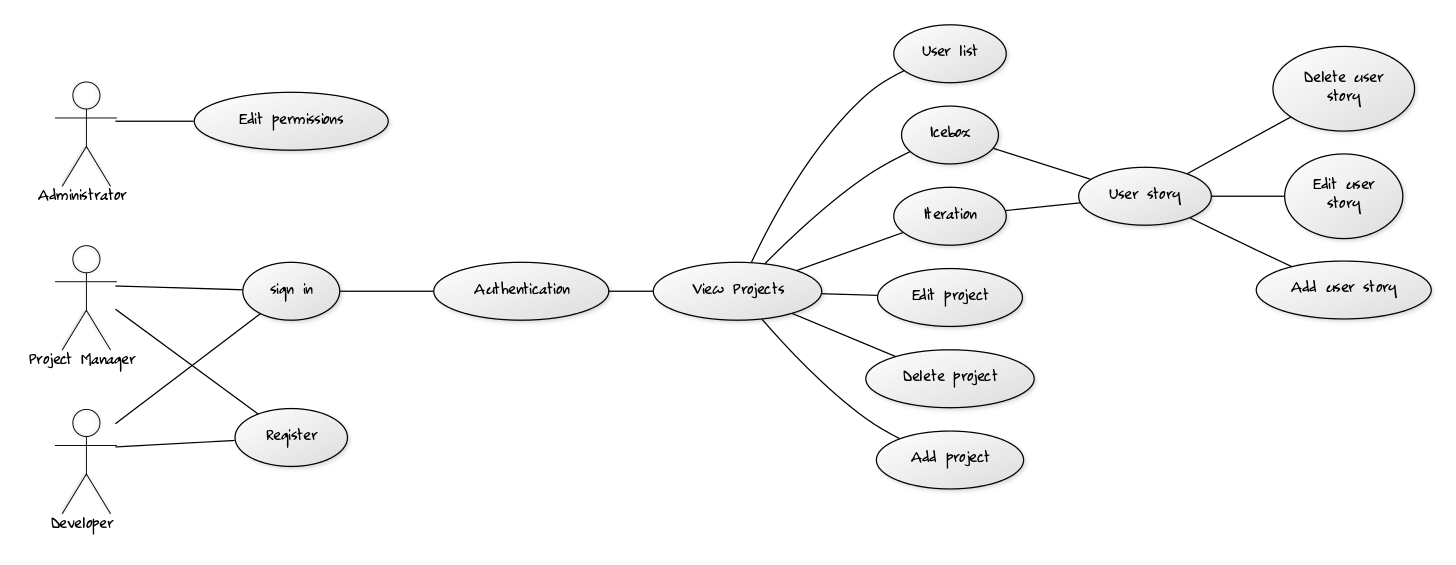 User list
Delete user
story
Edit permissions
Icebox
Administrator
Edit user
story
User story
Iteration
sign in
Authentication
View Projects
Edit project
Add user story
Project Manager
Delete project
Register
Add project
Developer